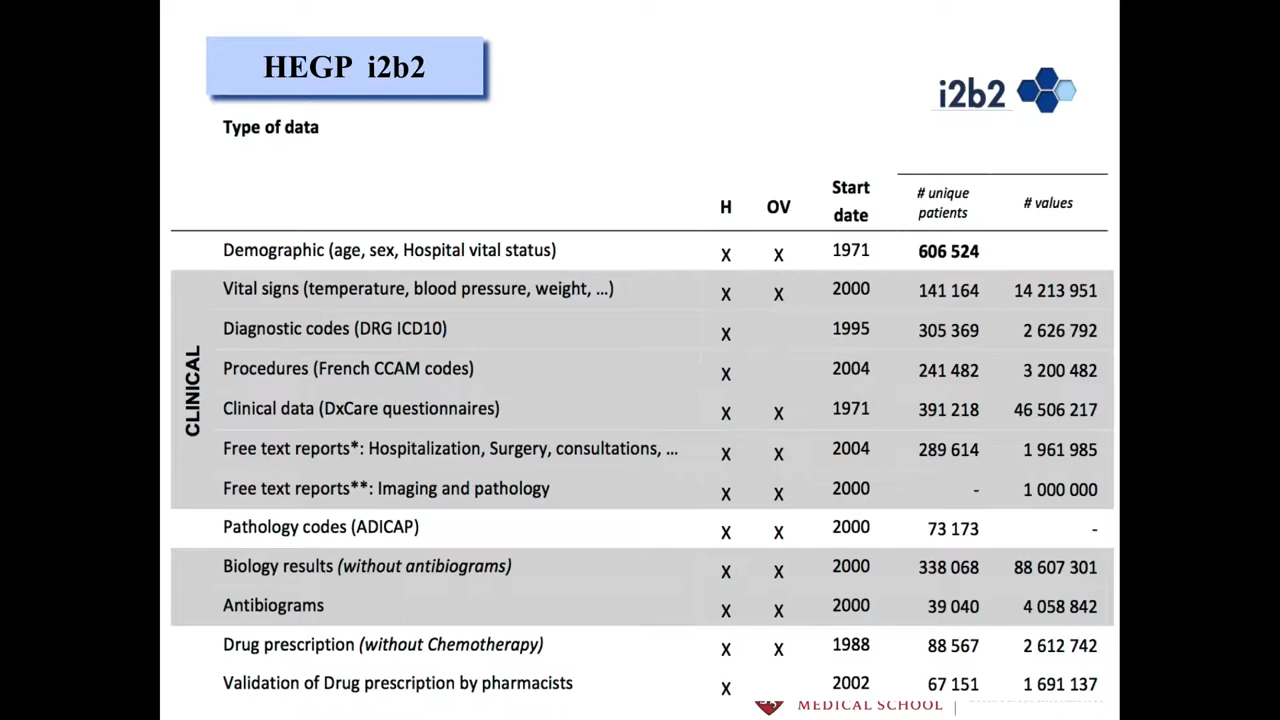 HEGP i2b2
i2b2
Type of data
H OV Start date # unique patients # values
Demographic (age, sex, Hospital vital status) X X 1971 606 524
CLINICAL
Vital signs (temperature, blood pressure, weight, ...) X X 2000 141 164 14 213 951
Diagnostic codes (DRG ICD10) X 1995 305 369 2 626 792
Procedures (French CCAM codes) X 2004 241 482 3 200 482
Clinical data (DxCare questionnaires) X X 1971 391 218 46 506 217
Free text reports*: Hospitalization, Surgery, consultations, ... X X 2004 289 614 1 961 985
Free text reports**: Imaging and pathology X X 2000 - 1 000 000
Pathology codes (ADICAP) X X 2000 73 173 -
Biology results (without antibiograms) X X 2000 338 068 88 607 301
Antibiograms X X 2000 39 040 4 058 842
Drug prescription (without Chemotherapy) X X 1988 88 567 2 612 742
Validation of Drug prescription by pharmacists X 2002 67 151 1 691 137
MEDICAL SCHOOL